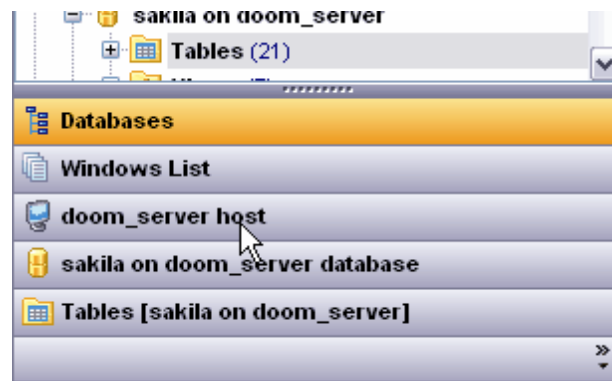 sakila on doom_server
Tables (21)
Databases
Windows List
doom_server host
sakila on doom_server database
Tables [sakila on doom_server]